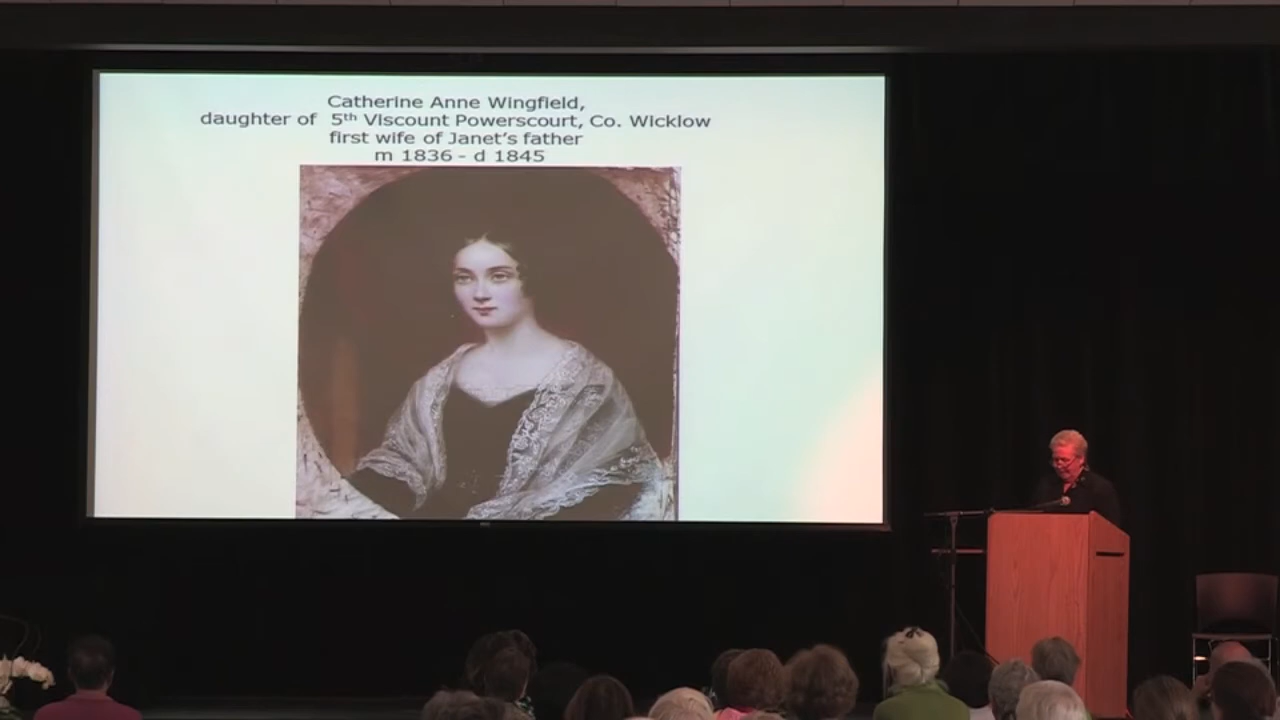 Catherine Anne Wingfield,
daughter of 5th Viscount Powerscourt, Co. Wicklow
first wife of Janet's father
m 1836 - d 1845